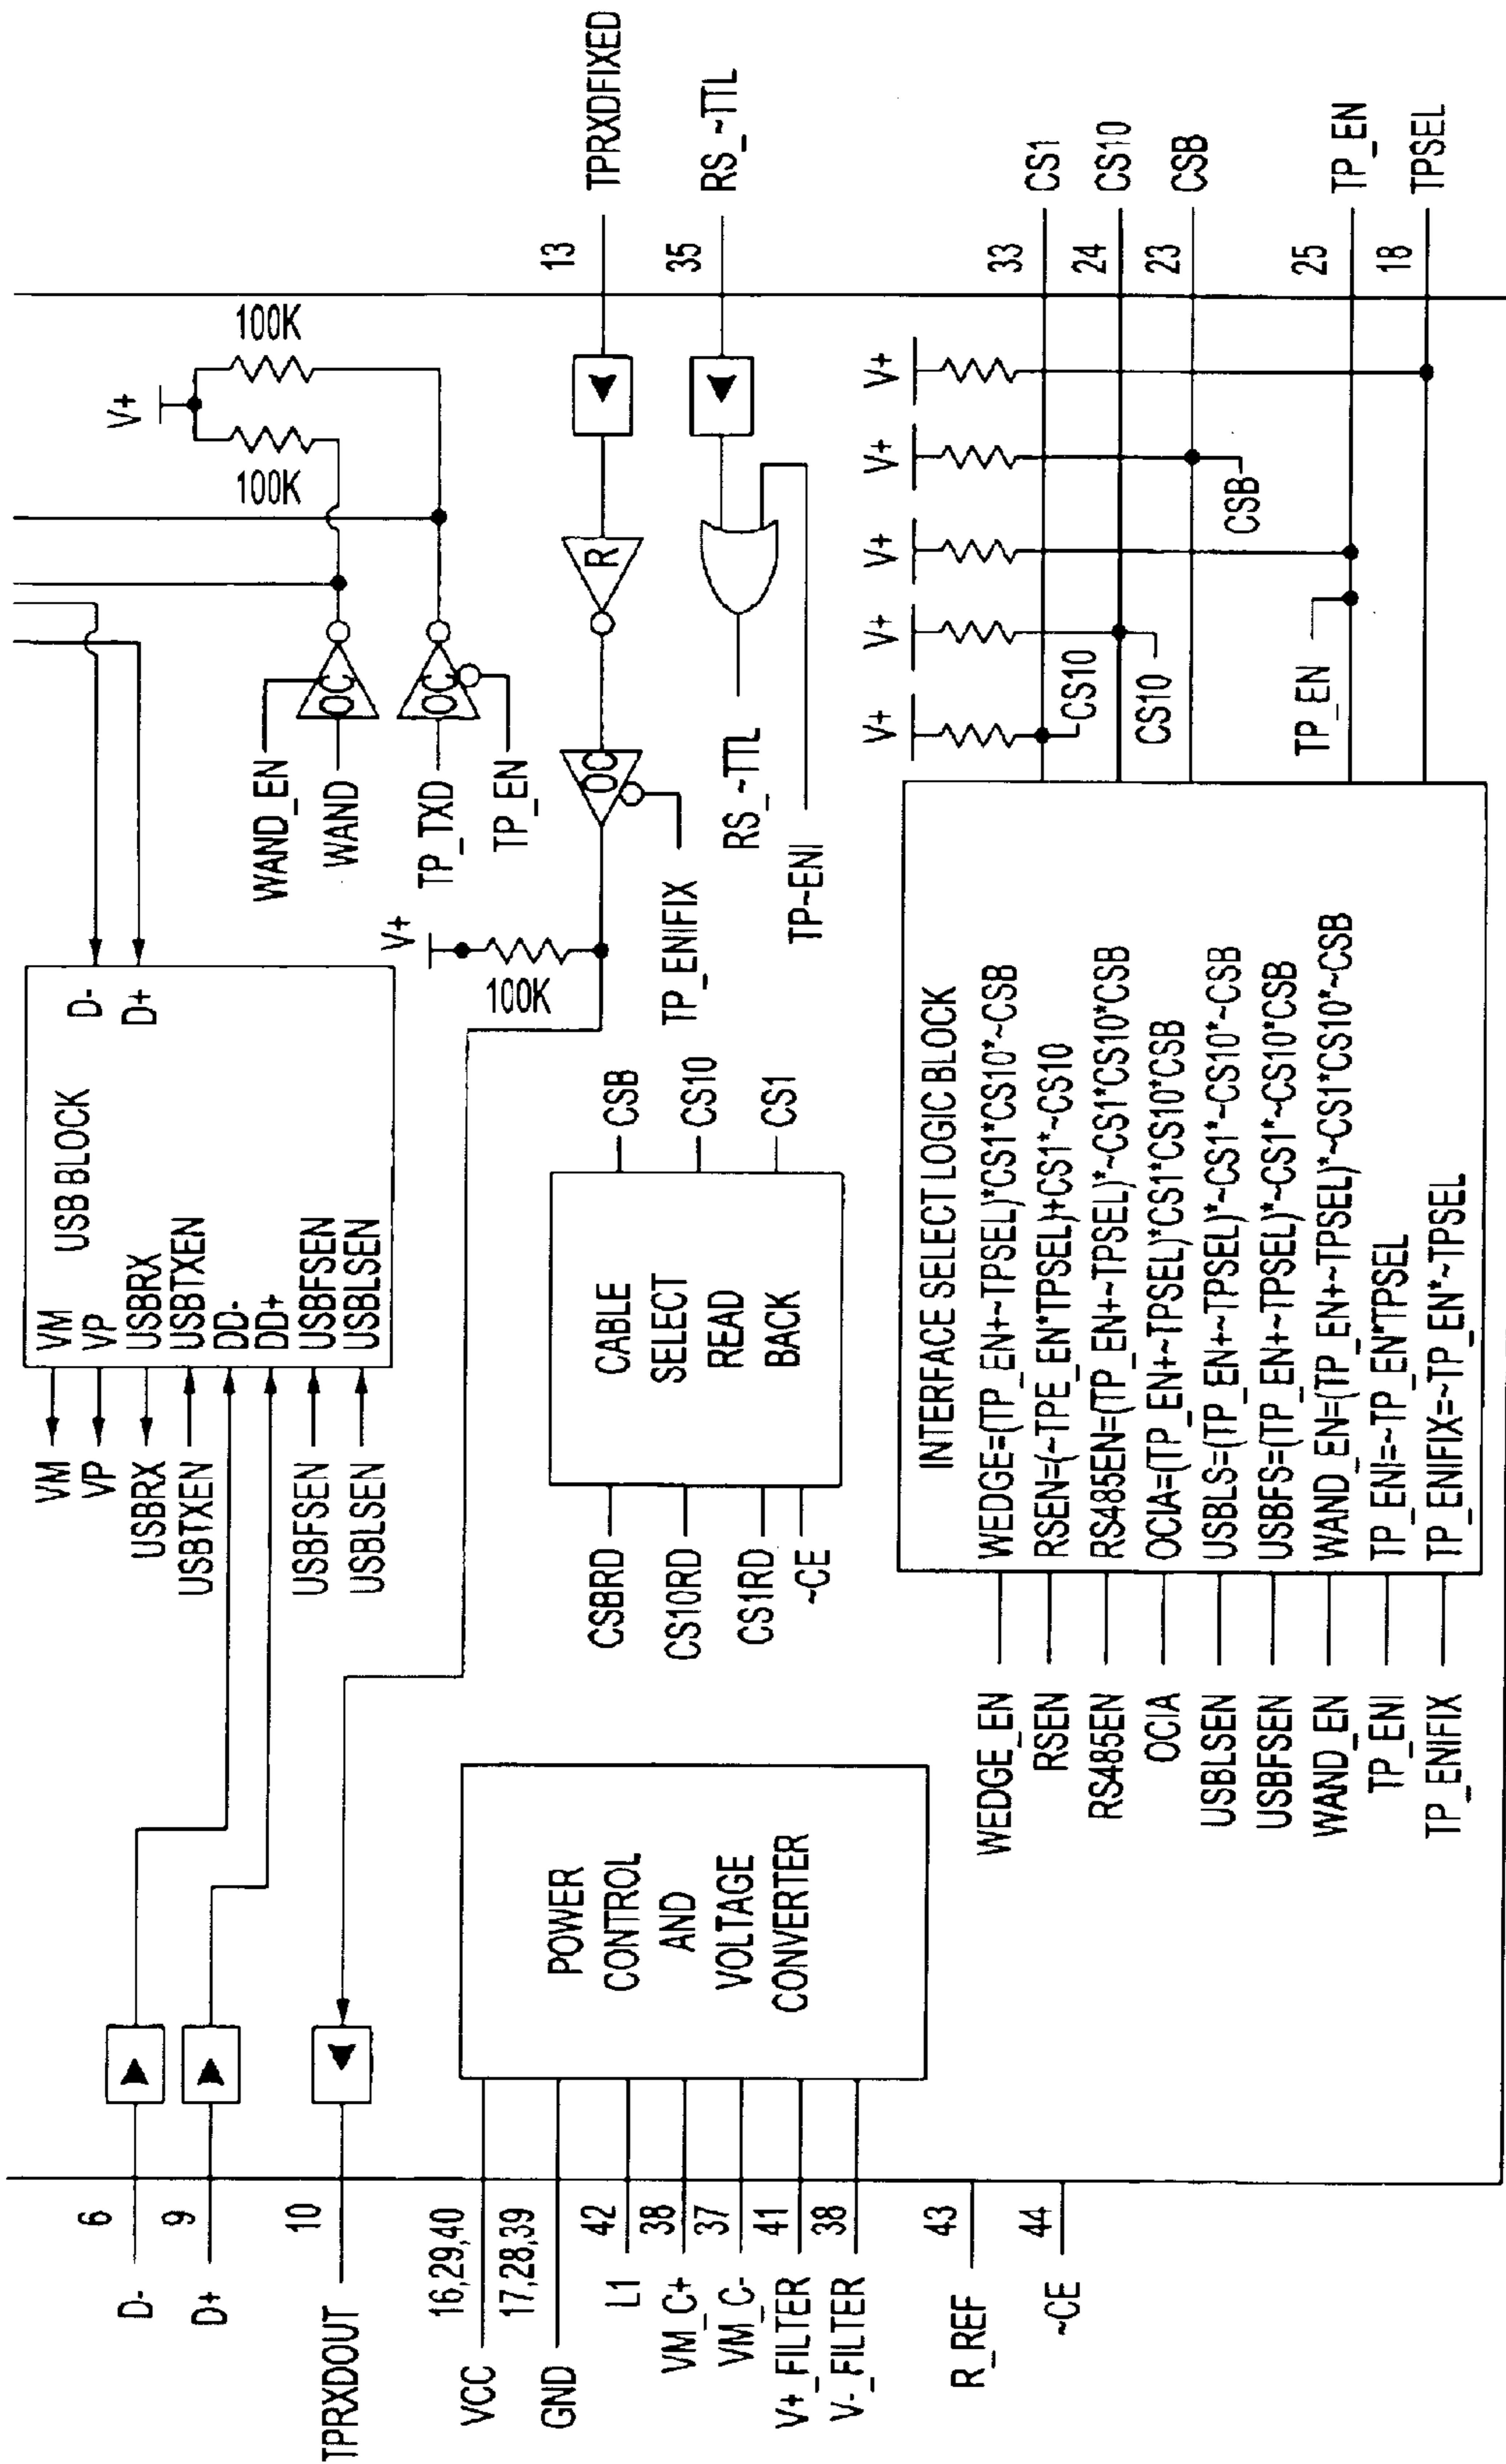 6
D-
9
D+
10
TPRXDOUT
16,29,40
VCC
17,28,39
GND
42
L1
38
VM_C+
37
VM_C-
41
V+_FILTER
38
V-_FILTER
43
R_REF
44
~CE
POWER
CONTROL
AND
VOLTAGE
CONVERTER
VM
VP
USBRX
USBTXEN
USBFSEN
USBLSEN
VM
VP
USBRX
USBTXEN
DD-
DD+
USBFSEN
USBLSEN
USB BLOCK
D-
D+
CSBRD
CS10RD
CS1RD
~CE
CABLE
SELECT
READ
BACK
CSB
CS10
CS1
V+
100K
100K
WAND_EN
WAND
OC
TP_TXD
OC
TP_EN
V+
100K
OC
TP_ENIFIX
R
13
TPRXDFIXED
RS_~TTL
TP~ENI
35
RS_~TTL
WEDGE_EN
RSEN
RS485EN
OCIA
USBLSEN
USBFSEN
WAND_EN
TP_ENI
TP_ENIFIX
INTERFACE SELECT LOGIC BLOCK
WEDGE=(TP_EN+~TPSEL)*CS1*CS10*~CSB
RSEN=(~TPE_EN*TPSEL)+CS1*~CS10
RS485EN=(TP_EN+~TPSEL)*~CS1*CS10*CSB
OCIA=(TP_EN+~TPSEL)*CS1*CS10*CSB
USBLS=(TP_EN+~TPSEL)*~CS1*~CS10*~CSB
USBFS=(TP_EN+~TPSEL)*~CS1*~CS10*CSB
WAND_EN=(TP_EN+~TPSEL)*~CS1*CS10*~CSB
TP_ENI=~TP_EN*TPSEL
TP_ENIFIX=~TP_EN*~TPSEL
V+
V+
V+
V+
V+
CS10
CS10
CSB
TP_EN
33
CS1
24
CS10
23
CSB
25
TP_EN
18
TPSEL